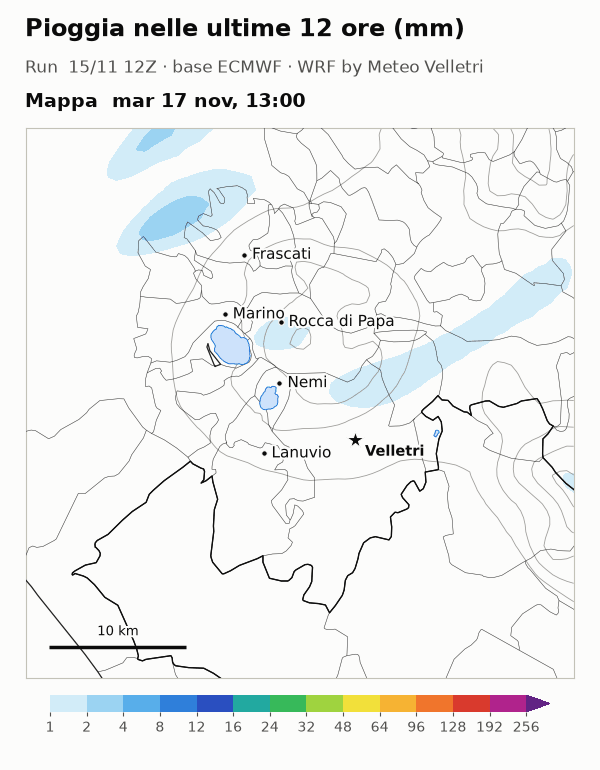 Pioggia nelle ultime 12 ore (mm)
Run  15/11 12Z · base ECMWF · WRF by Meteo Velletri
Mappa  mar 17 nov, 13:00
Frascati
Marino
Rocca di Papa
Nemi
Velletri
Lanuvio
10 km
1 2 4 8 12 16 24 32 48 64 96 128 192 256